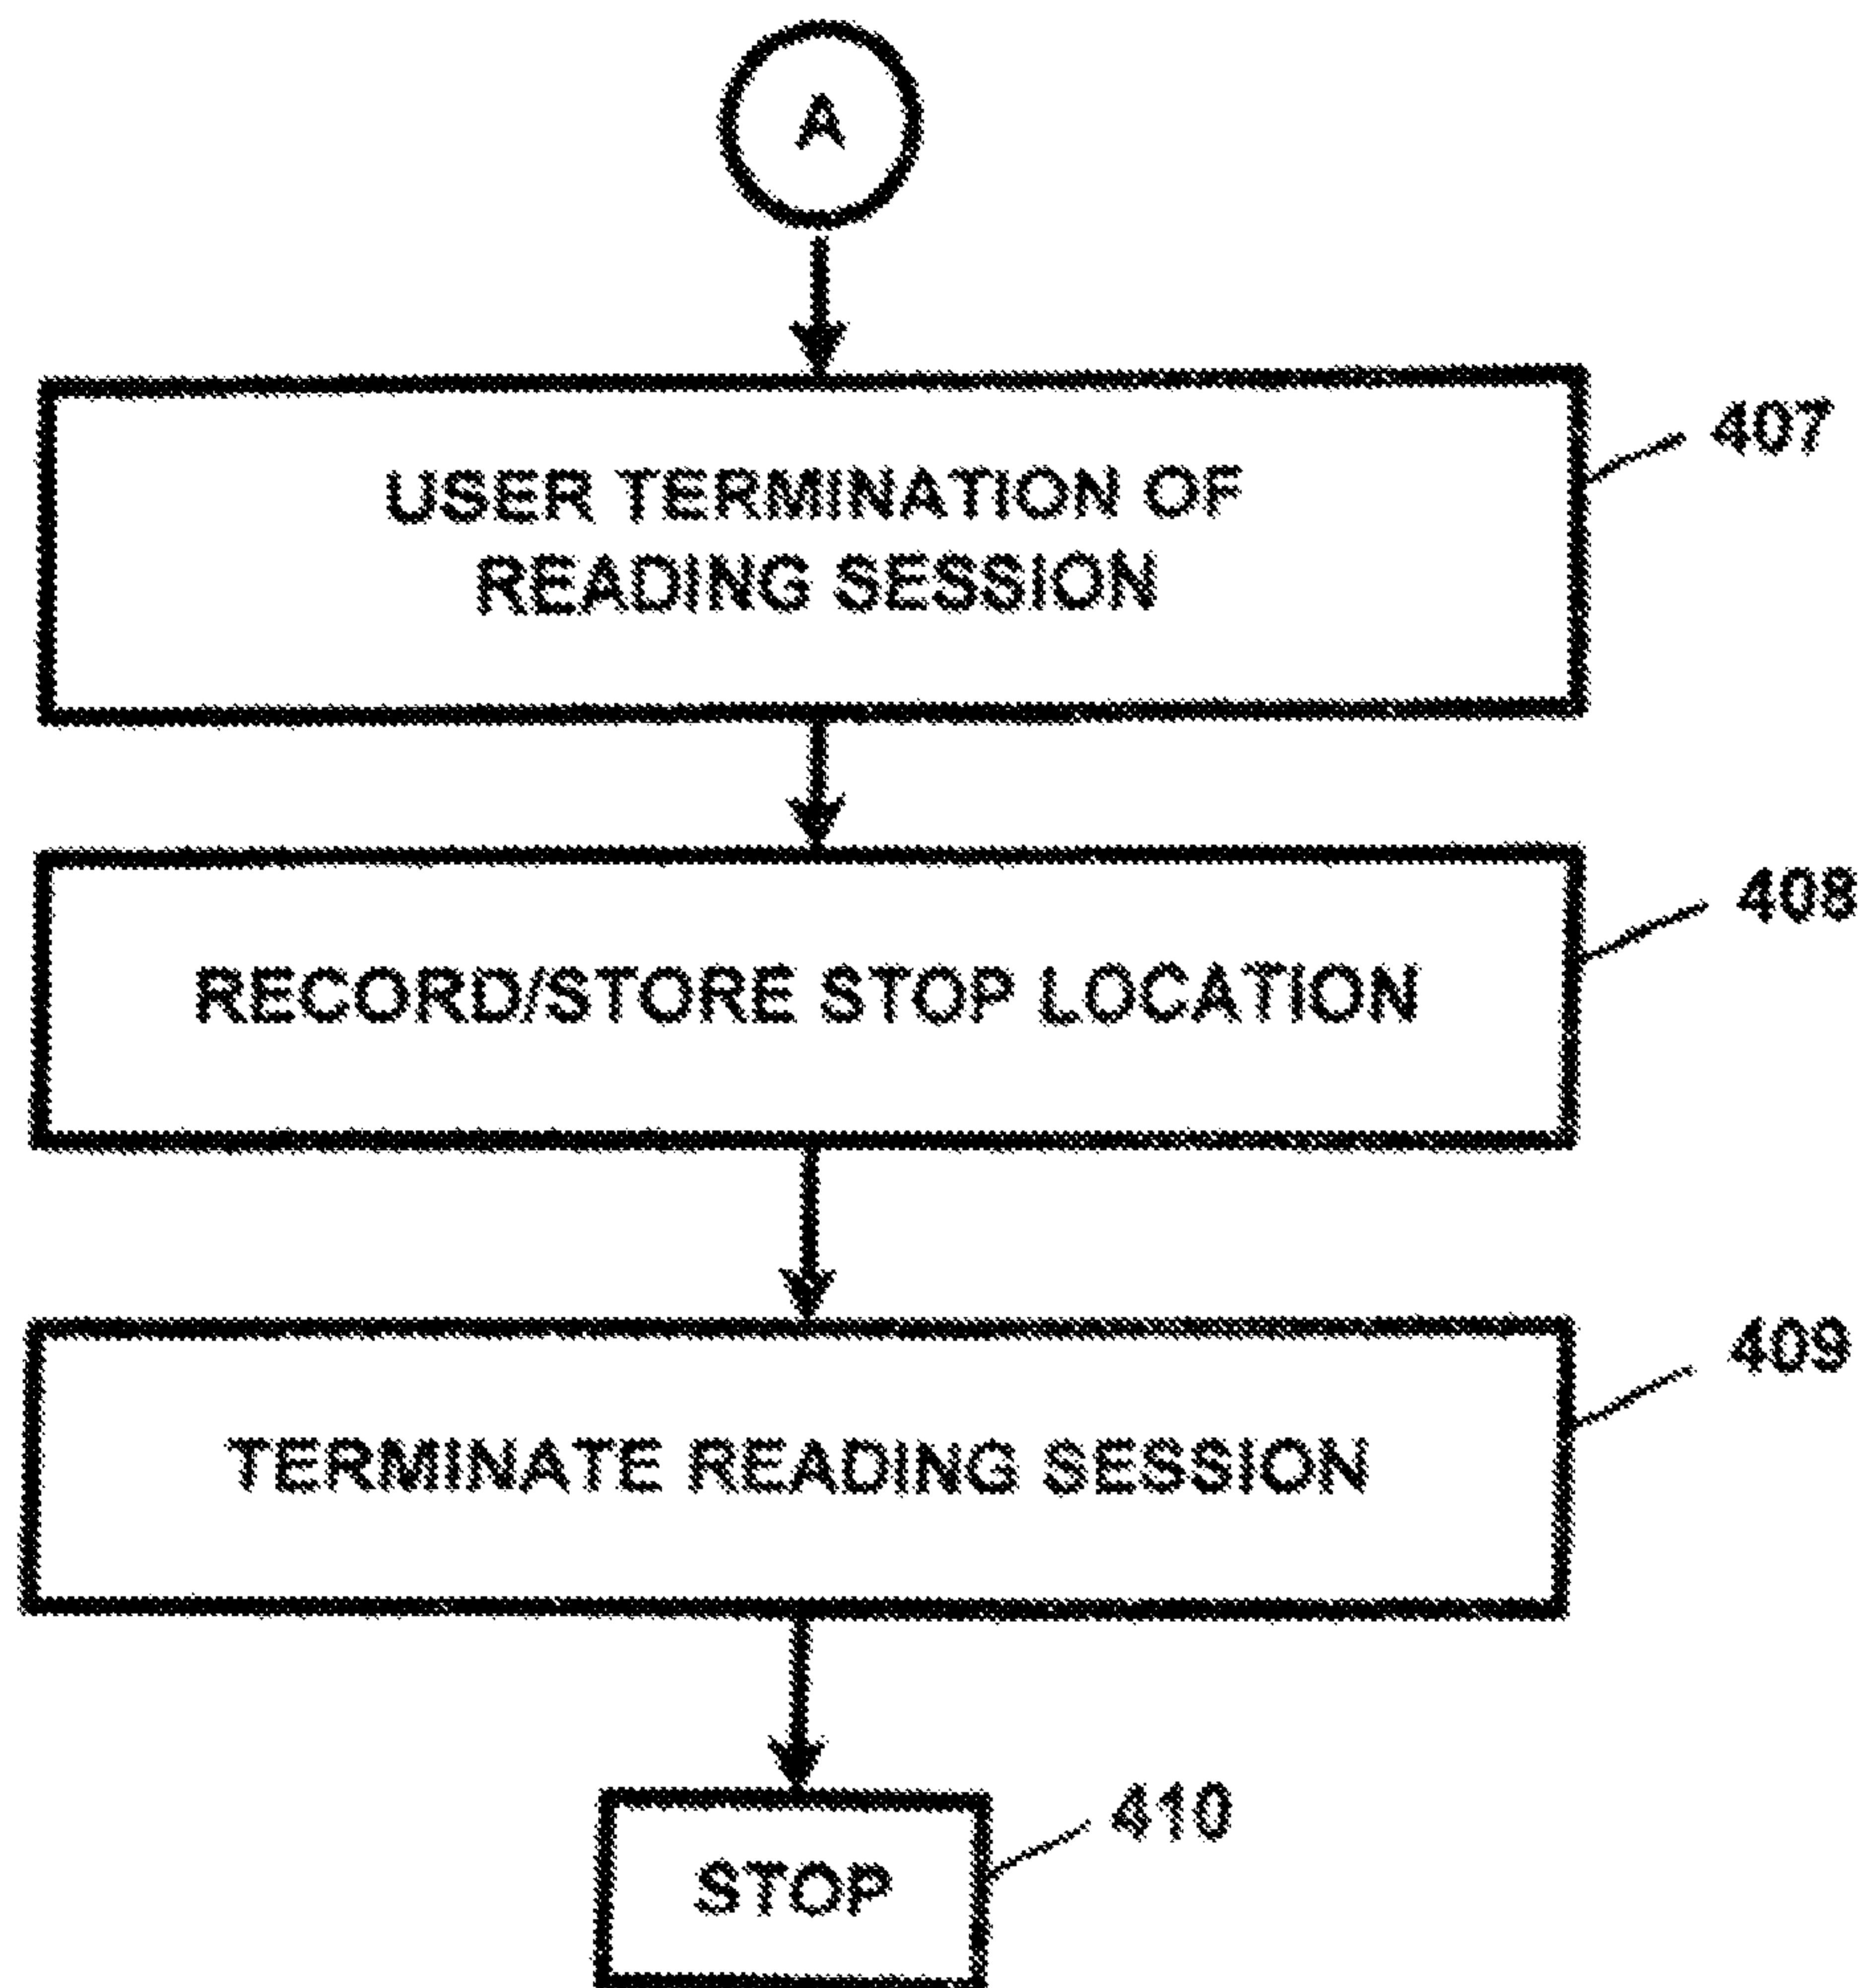 A
407
USER TERMINATION OF
READING SESSION
408
RECORD/STORE STOP LOCATION
409
TERMINATE READING SESSION
410
STOP